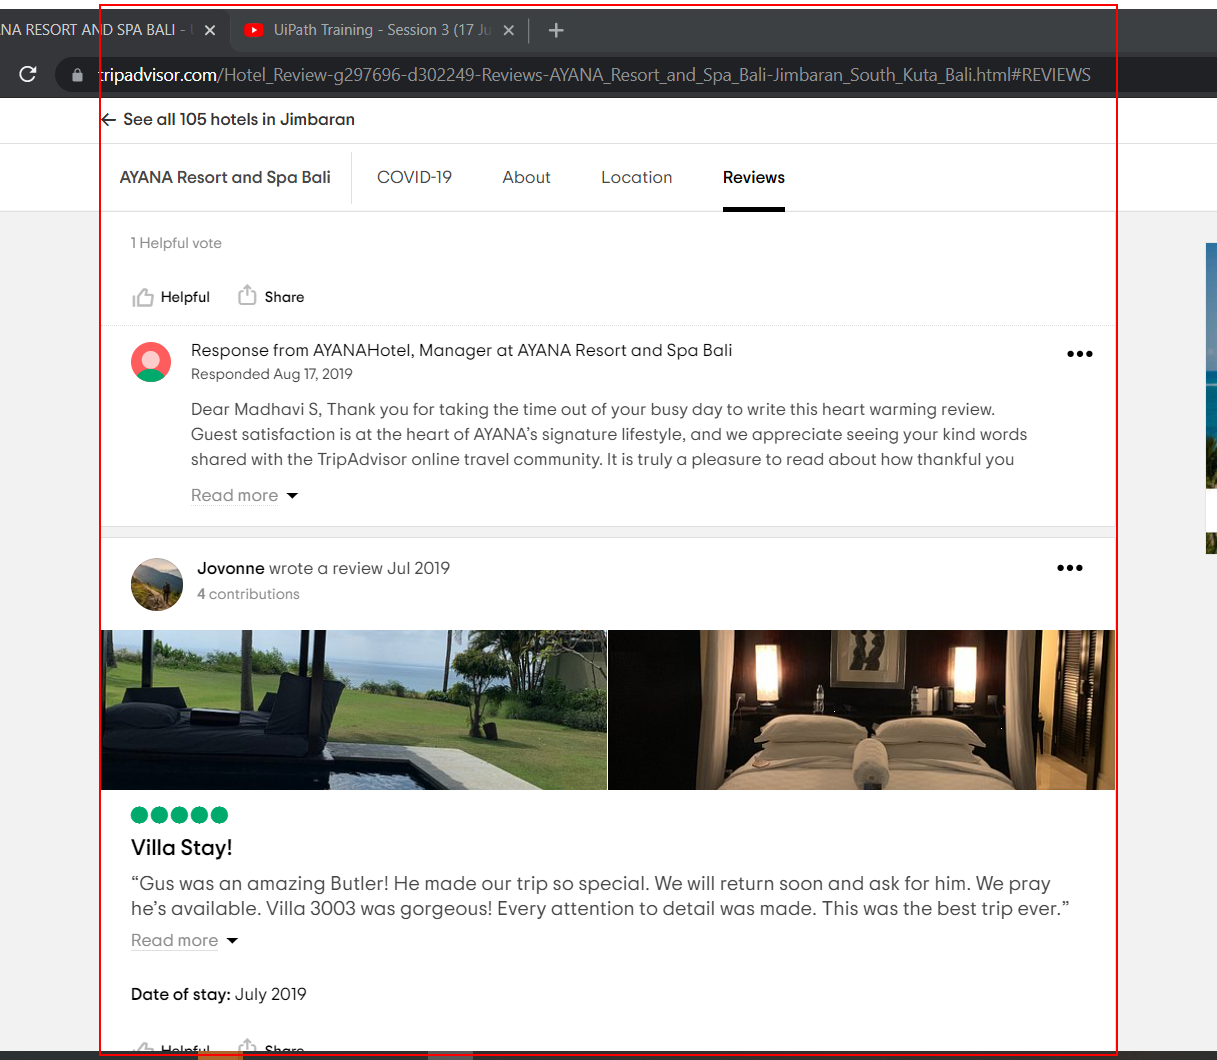 NA RESORT AND SPA BALI -
UiPath Training - Session 3 (17 Ju
tripadvisor.com/Hotel_Review-g297696-d302249-Reviews-AYANA_Resort_and_Spa_Bali-Jimbaran_South_Kuta_Bali.html#REVIEWS
See all 105 hotels in Jimbaran
AYANA Resort and Spa Bali COVID-19 About Location Reviews
1 Helpful vote
Helpful Share
Response from AYANAHotel, Manager at AYANA Resort and Spa Bali
Responded Aug 17, 2019
Dear Madhavi S, Thank you for taking the time out of your busy day to write this heart warming review.
Guest satisfaction is at the heart of AYANA’s signature lifestyle, and we appreciate seeing your kind words
shared with the TripAdvisor online travel community. It is truly a pleasure to read about how thankful you
Read more
Jovonne wrote a review Jul 2019
4 contributions
Villa Stay!
“Gus was an amazing Butler! He made our trip so special. We will return soon and ask for him. We pray
he’s available. Villa 3003 was gorgeous! Every attention to detail was made. This was the best trip ever.”
Read more
Date of stay: July 2019
Helpful Share